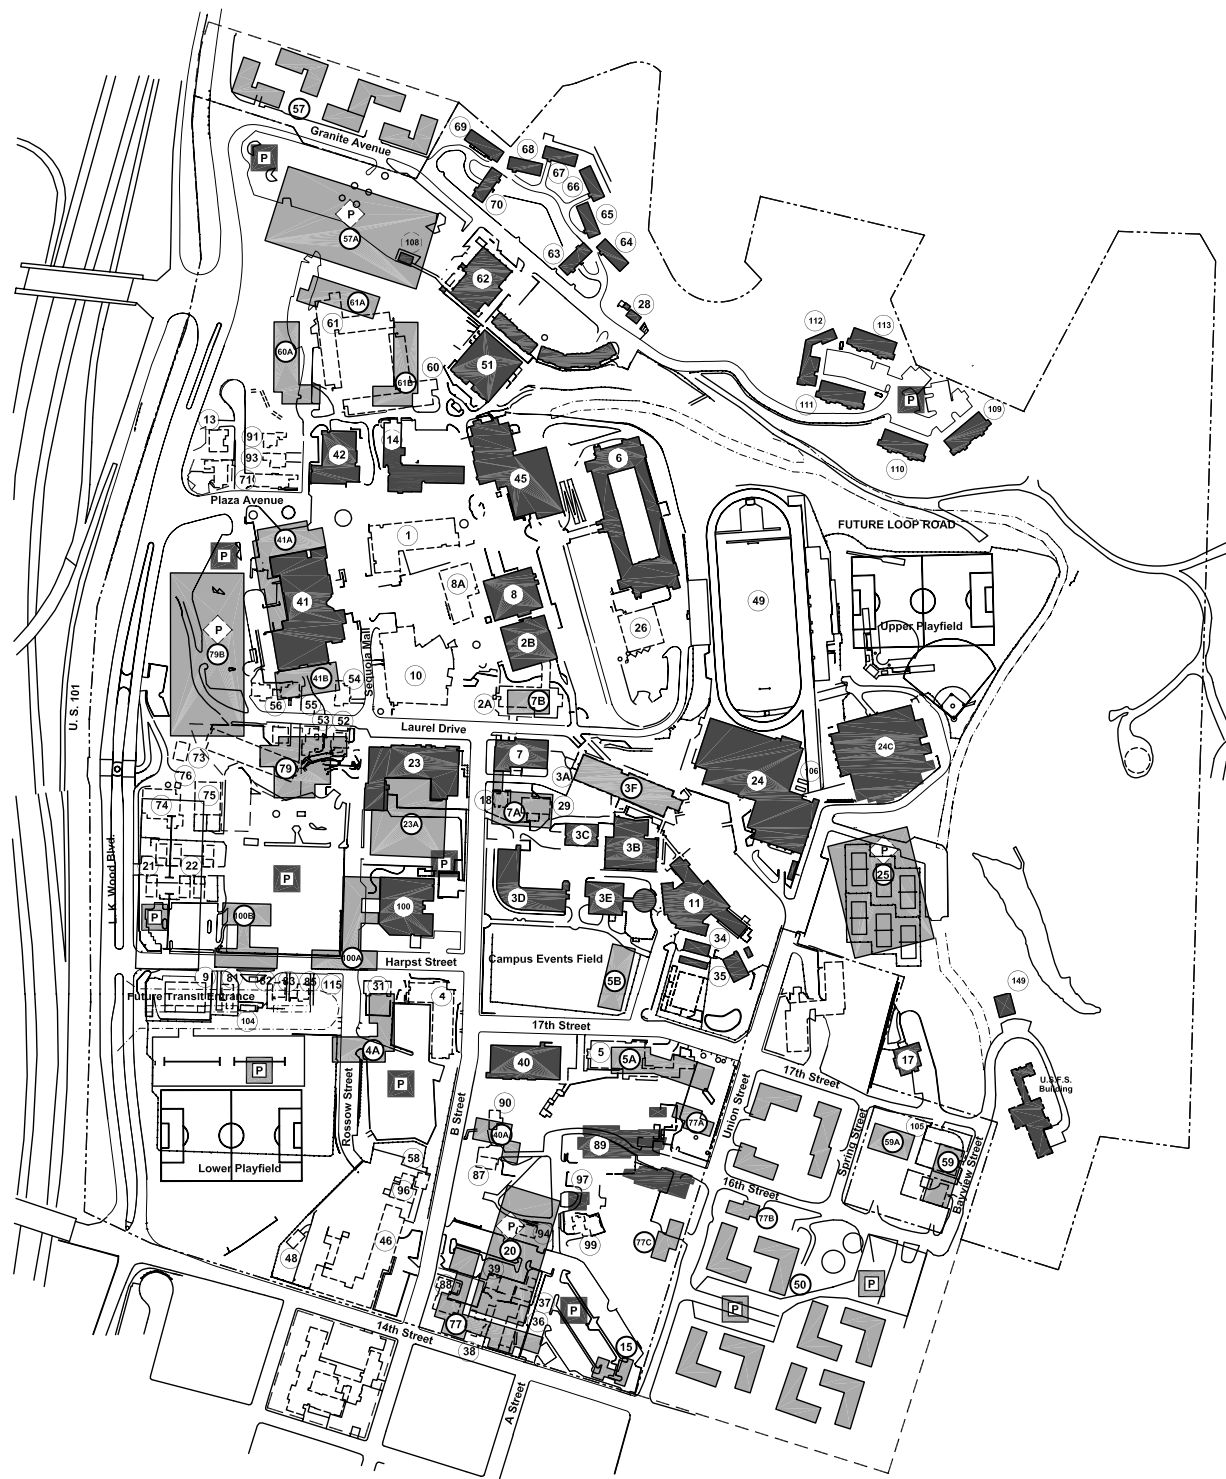 57
Granite Avenue
P
69
68
67
66
70
65
64
63
P
57A
108
62
61A
61
28
112
113
60A
61B
60
51
111
P
109
110
13
91
93
71
42
14
45
6
Plaza Avenue
41A
P
1
8A
8
FUTURE LOOP ROAD
49
41
2B
26
Upper Playfield
P
79B
41B
54
Sequoia Mall
10
56
55
53
52
2A
7B
Laurel Drive
U. S. 101
73
79
23
7
3A
3F
24
106
24C
76
75
74
18
7A
29
23A
3C
3B
L. K Wood Blvd.
21
22
P
P
3D
3E
11
P
25
P
100B
100
100A
34
Harpst Street
Campus Events Field
5B
35
9
81
82
83
85
115
31
4
Future Transit Entrance
104
149
17th Street
4A
40
5
5A
17
17th Street
U.S.F.S.
Building
P
P
Rossow Street
B Street
90
40A
77A
Union Street
Spring Street
59A
105
59
Bayview Street
89
Lower Playfield
58
87
96
97
16th Street
77B
46
48
P
94
20
99
77C
39
88
50
P
P
37
P
36
77
14th Street
38
15
A Street